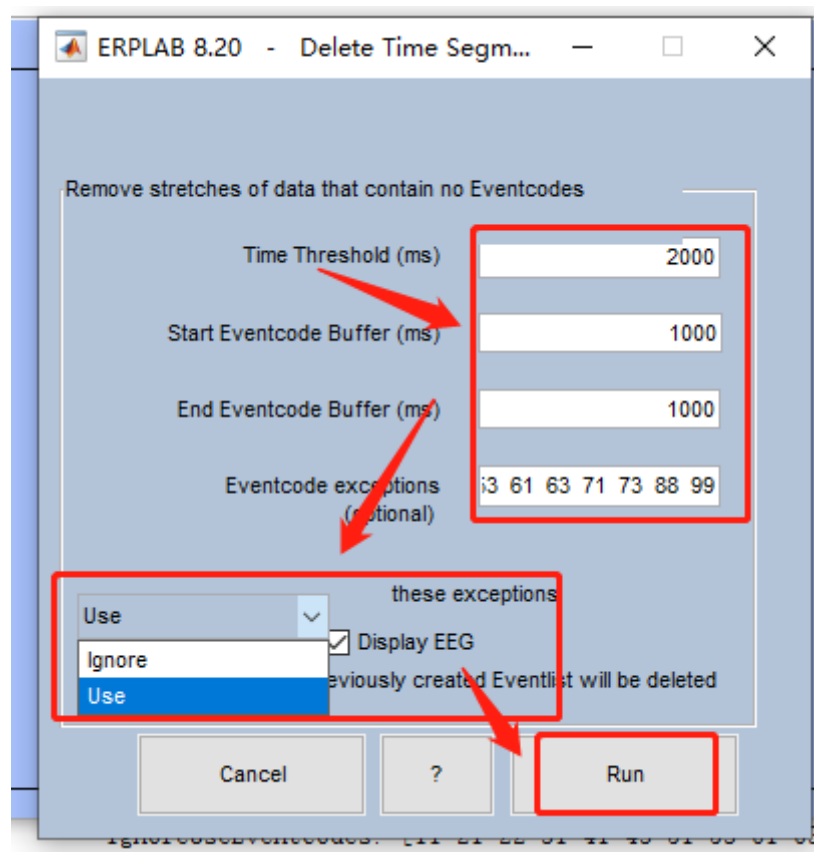 ERPLAB 8.20 - Delete Time Segm...
Remove stretches of data that contain no Eventcodes
Time Threshold (ms) 2000
Start Eventcode Buffer (ms) 1000
End Eventcode Buffer (ms) 1000
Eventcode exceptions 53 61 63 71 73 88 99
(optional)
these exceptions
Use
Display EEG
Ignore
eviously created Eventlist will be deleted
Use
Cancel ? Run